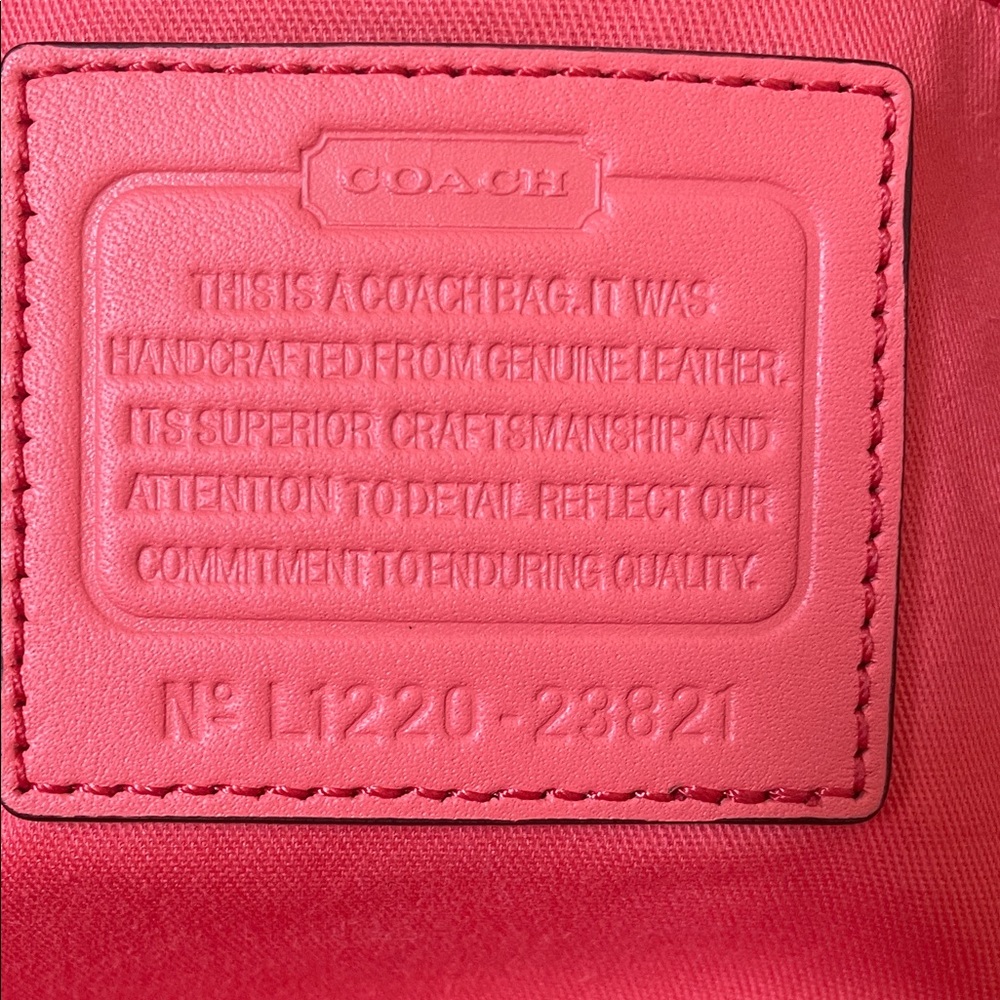 COACH
THIS IS A COACH BAG. IT WAS
HANDCRAFTED FROM GENUINE LEATHER.
ITS SUPERIOR CRAFTSMANSHIP AND
ATTENTION TO DETAIL REFLECT OUR
COMMITMENT TO ENDURING QUALITY.
Nº L1220-23821